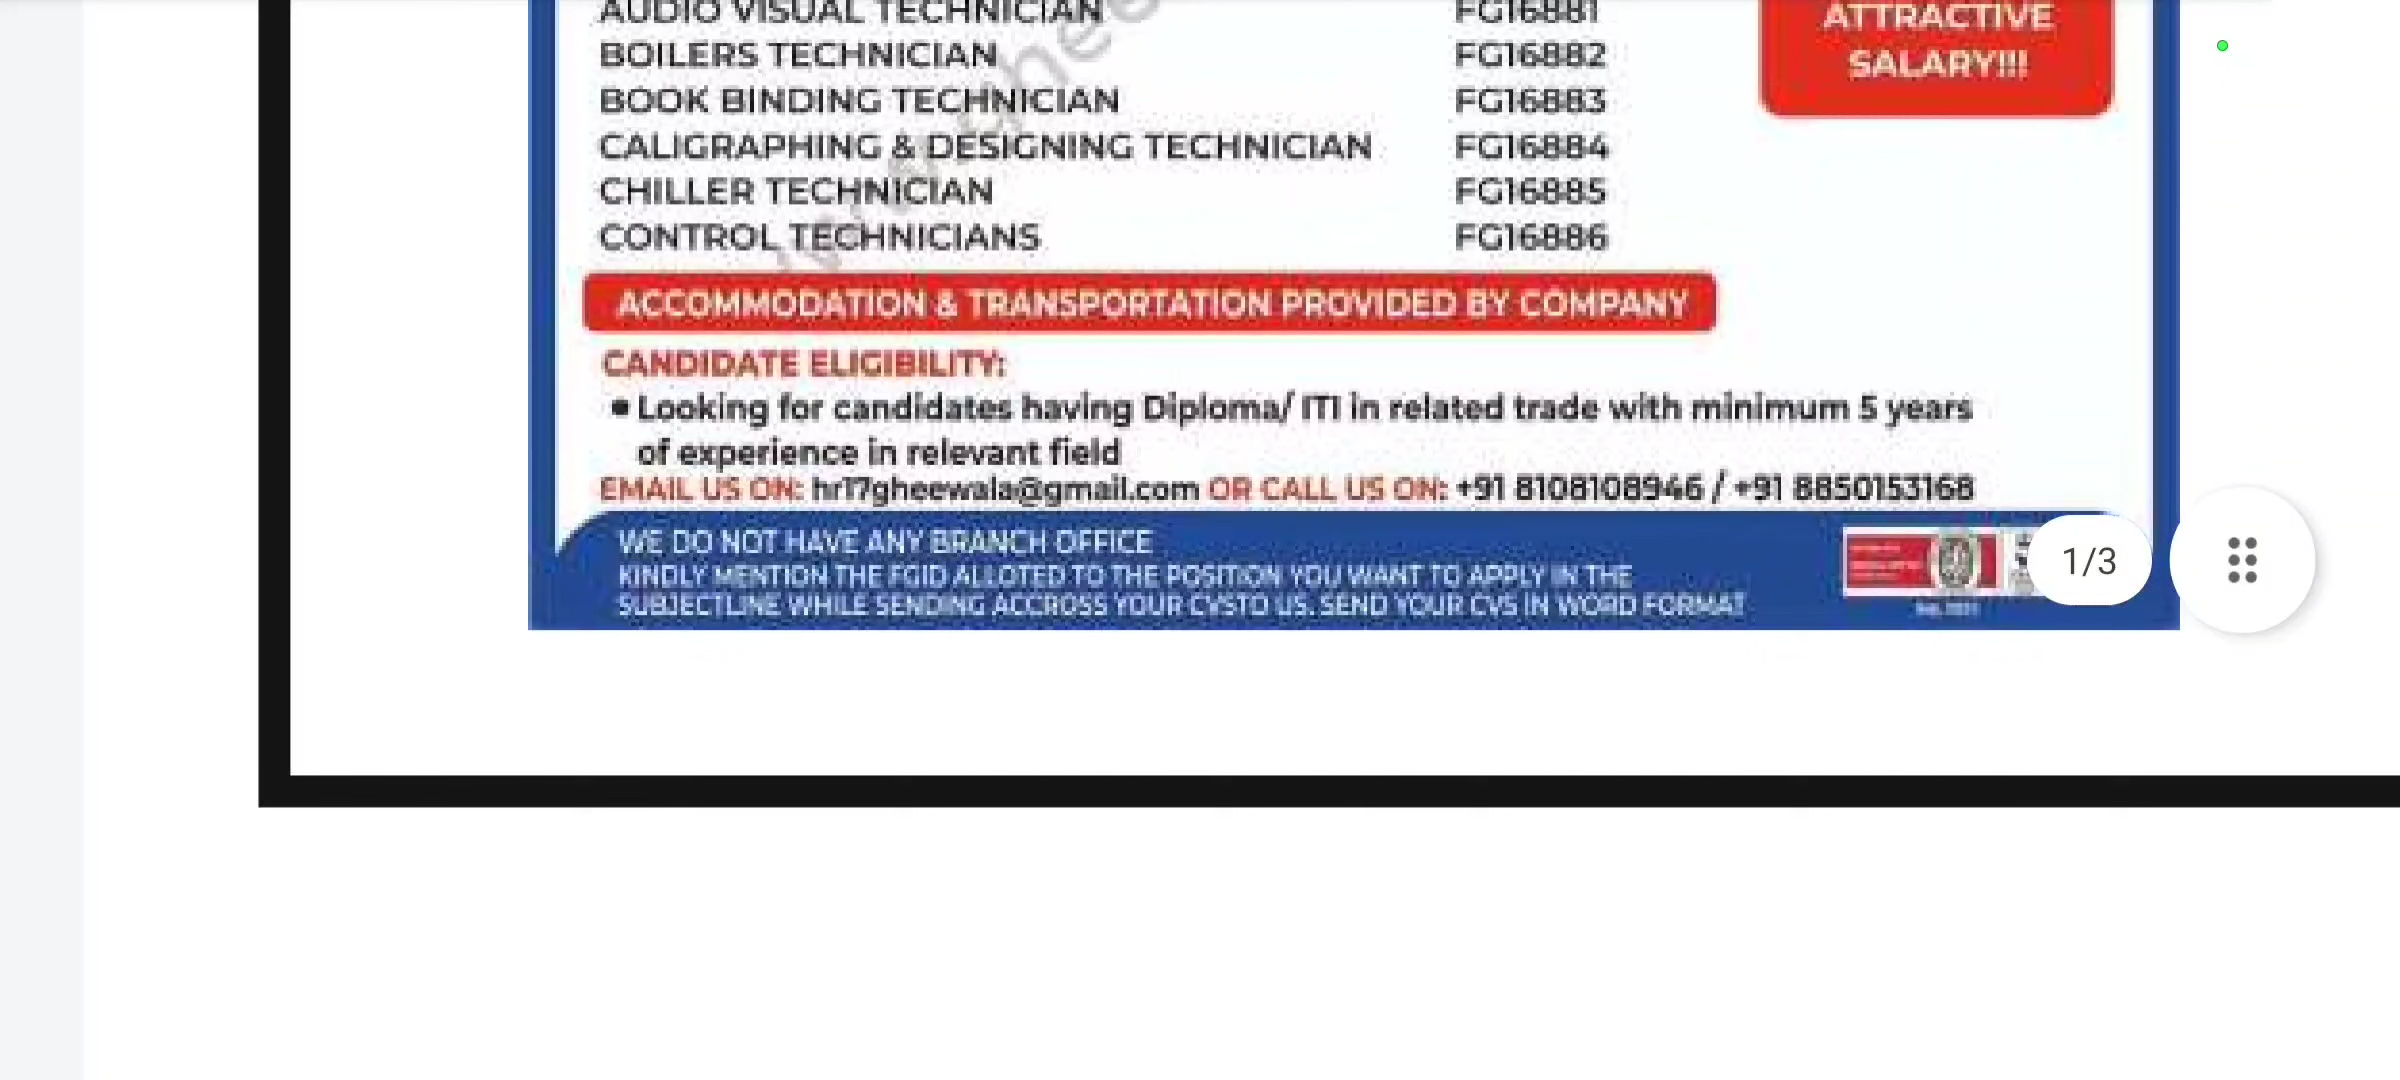 AUDIO VISUAL TECHNICIAN FG16881
BOILERS TECHNICIAN FG16882
BOOK BINDING TECHNICIAN FG16883
CALIGRAPHING & DESIGNING TECHNICIAN FG16884
CHILLER TECHNICIAN FG16885
CONTROL TECHNICIANS FG16886
ATTRACTIVE
SALARY!!!
ACCOMMODATION & TRANSPORTATION PROVIDED BY COMPANY
CANDIDATE ELIGIBILITY:
• Looking for candidates having Diploma/ ITI in related trade with minimum 5 years
of experience in relevant field
EMAIL US ON: hr17gheewala@gmail.com OR CALL US ON: +91 8108108946 / +91 8850153168
WE DO NOT HAVE ANY BRANCH OFFICE
KINDLY MENTION THE FGID ALLOTED TO THE POSITION YOU WANT TO APPLY IN THE
SUBJECTLINE WHILE SENDING ACCROSS YOUR CVSTO US. SEND YOUR CVS IN WORD FORMAT
1/3